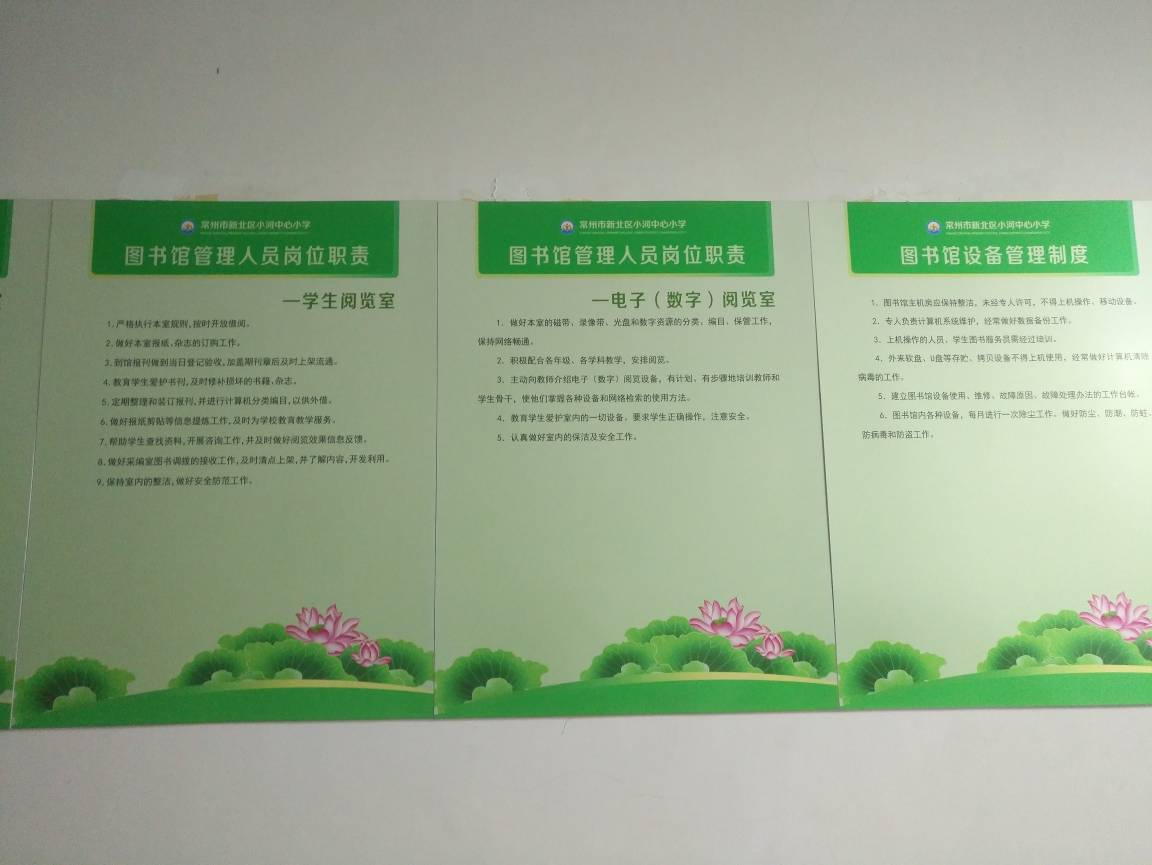 常州市新北区小河中心小学
图书馆管理人员岗位职责
—学生阅览室
1.严格执行本室规则,按时开放借阅。
2.做好本室报纸、杂志的订购工作。
3.到馆报刊做到当日登记验收,加盖期刊章后及时上架流通。
4.教育学生爱护书刊,及时修补损坏的书籍、杂志。
5.定期整理和装订报刊,并进行计算机分类编目,以供外借。
6.做好报纸剪贴等信息提炼工作,及时为学校教育教学服务。
7.帮助学生查找资料,开展咨询工作,并及时做好阅览效果信息反馈。
8.做好采编室图书调拨的接收工作,及时清点上架,并了解内容,开发利用。
9.保持室内的整洁,做好安全防范工作。
常州市新北区小河中心小学
图书馆管理人员岗位职责
—电子（数字）阅览室
1、做好本室的磁带、录像带、光盘和数字资源的分类、编目、保管工作,
保持网络畅通。
2、积极配合各年级、各学科教学，安排阅览。
3、主动向教师介绍电子（数字）阅览设备，有计划、有步骤地培训教师和
学生骨干，使他们掌握各种设备和网络检索的使用方法。
4、教育学生爱护室内的一切设备。要求学生正确操作，注意安全。
5、认真做好室内的保洁及安全工作。
常州市新北区小河中心小学
图书馆设备管理制度
1、图书馆主机房应保持整洁，未经专人许可，不得上机操作、移动设备。
2、专人负责计算机系统维护，经常做好数据备份工作。
3、上机操作的人员、学生图书服务员需经过培训。
4、外来软盘、U盘等存贮、拷贝设备不得上机使用，经常做好计算机清除
病毒的工作。
5、建立图书馆设备使用、维修、故障原因、故障处理办法的工作台帐。
6、图书馆内各种设备，每月进行一次除尘工作。做好防尘、防潮、防蛀、
防病毒和防盗工作。